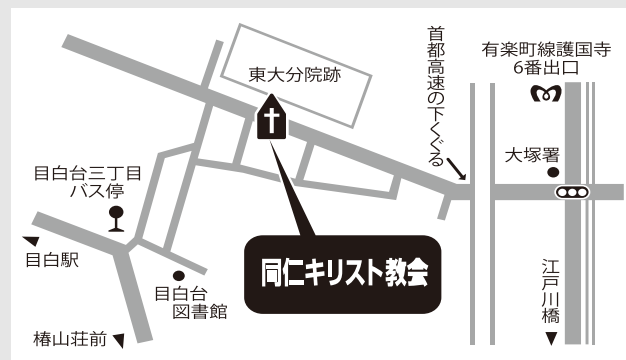 首都高速の下くぐる
有楽町線護国寺
6番出口
東大分院跡
大塚署
目白台三丁目
バス停
目白駅
同仁キリスト教会
目白台
図書館
江戸川橋
椿山荘前